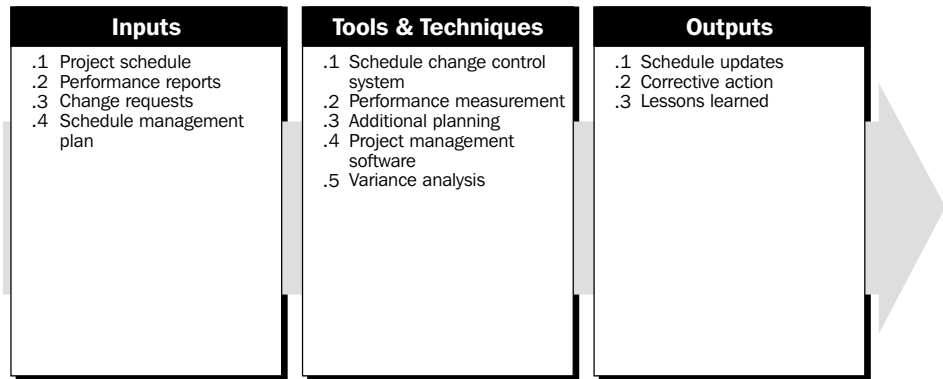 Inputs
.1 Project schedule
.2 Performance reports
.3 Change requests
.4 Schedule management
plan
Tools & Techniques
.1 Schedule change control
system
.2 Performance measurement
.3 Additional planning
.4 Project management
software
.5 Variance analysis
Outputs
.1 Schedule updates
.2 Corrective action
.3 Lessons learned